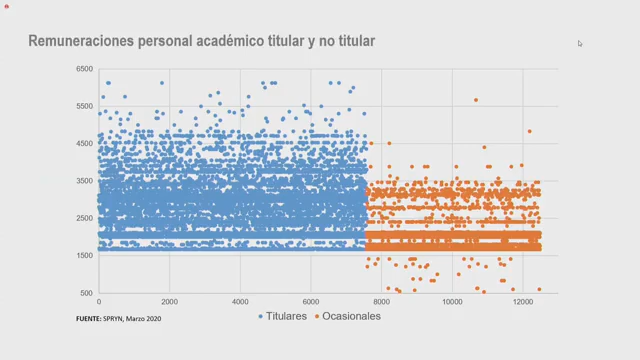 Remuneraciones personal académico titular y no titular
6500
5500
4500
3500
2500
1500
500
0 2000 4000 6000 8000 10000 12000
Titulares Ocasionales
FUENTE: SPRYN, Marzo 2020